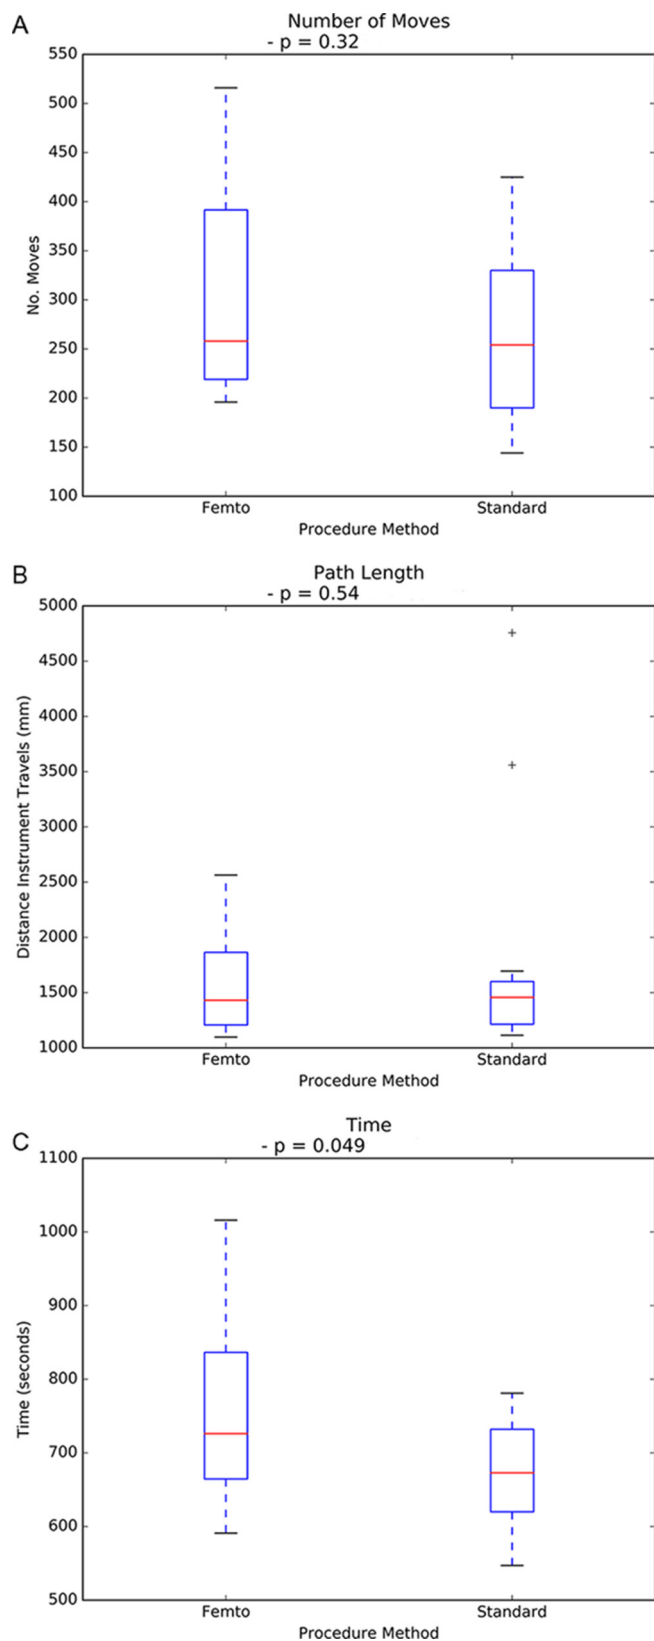 A
Number of Moves
- p = 0.32
550
500
450
400
350
300
250
200
150
100
No. Moves
Femto
Standard
Procedure Method
B
Path Length
- p = 0.54
5000
4500
4000
3500
3000
2500
2000
1500
1000
Distance Instrument Travels (mm)
Femto
Standard
Procedure Method
C
Time
- p = 0.049
1100
1000
900
800
700
600
500
Time (seconds)
Femto
Standard
Procedure Method